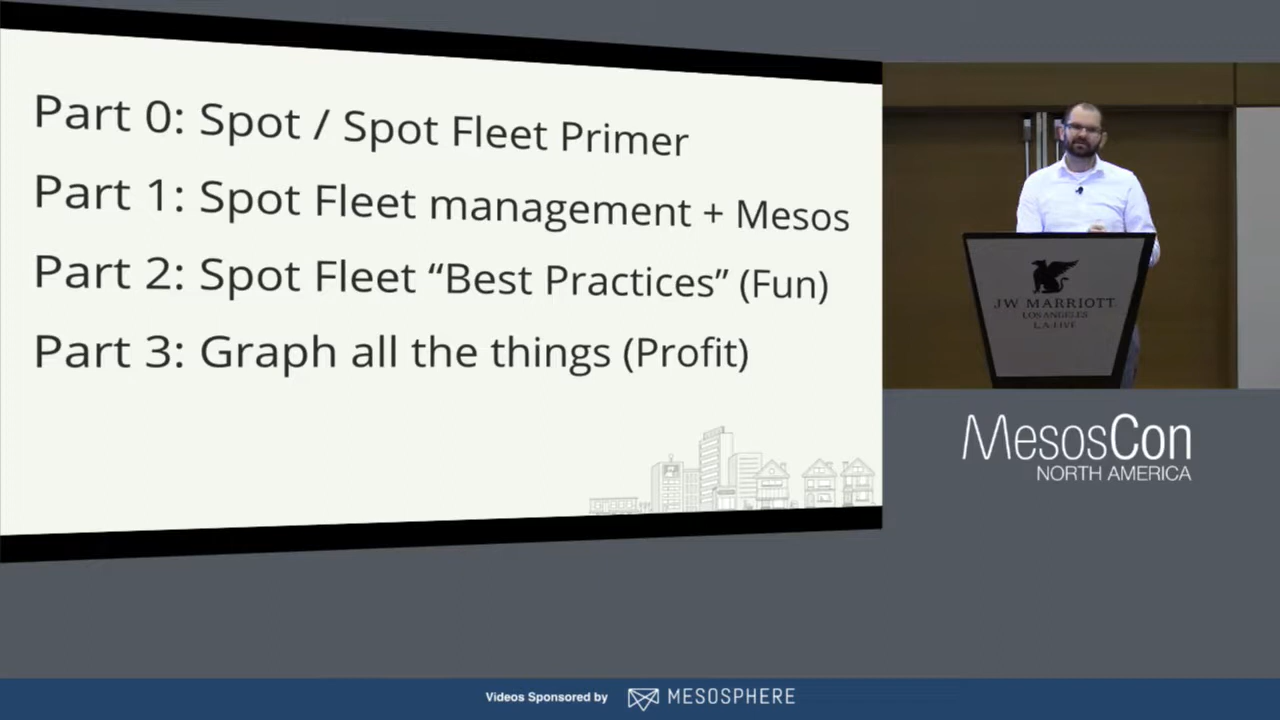 Part 0: Spot / Spot Fleet Primer
Part 1: Spot Fleet management + Mesos
Part 2: Spot Fleet “Best Practices” (Fun)
Part 3: Graph all the things (Profit)
JW MARRIOTT
LOS ANGELES
L.A. LIVE
MesosCon
NORTH AMERICA
Videos Sponsored by MESOSPHERE